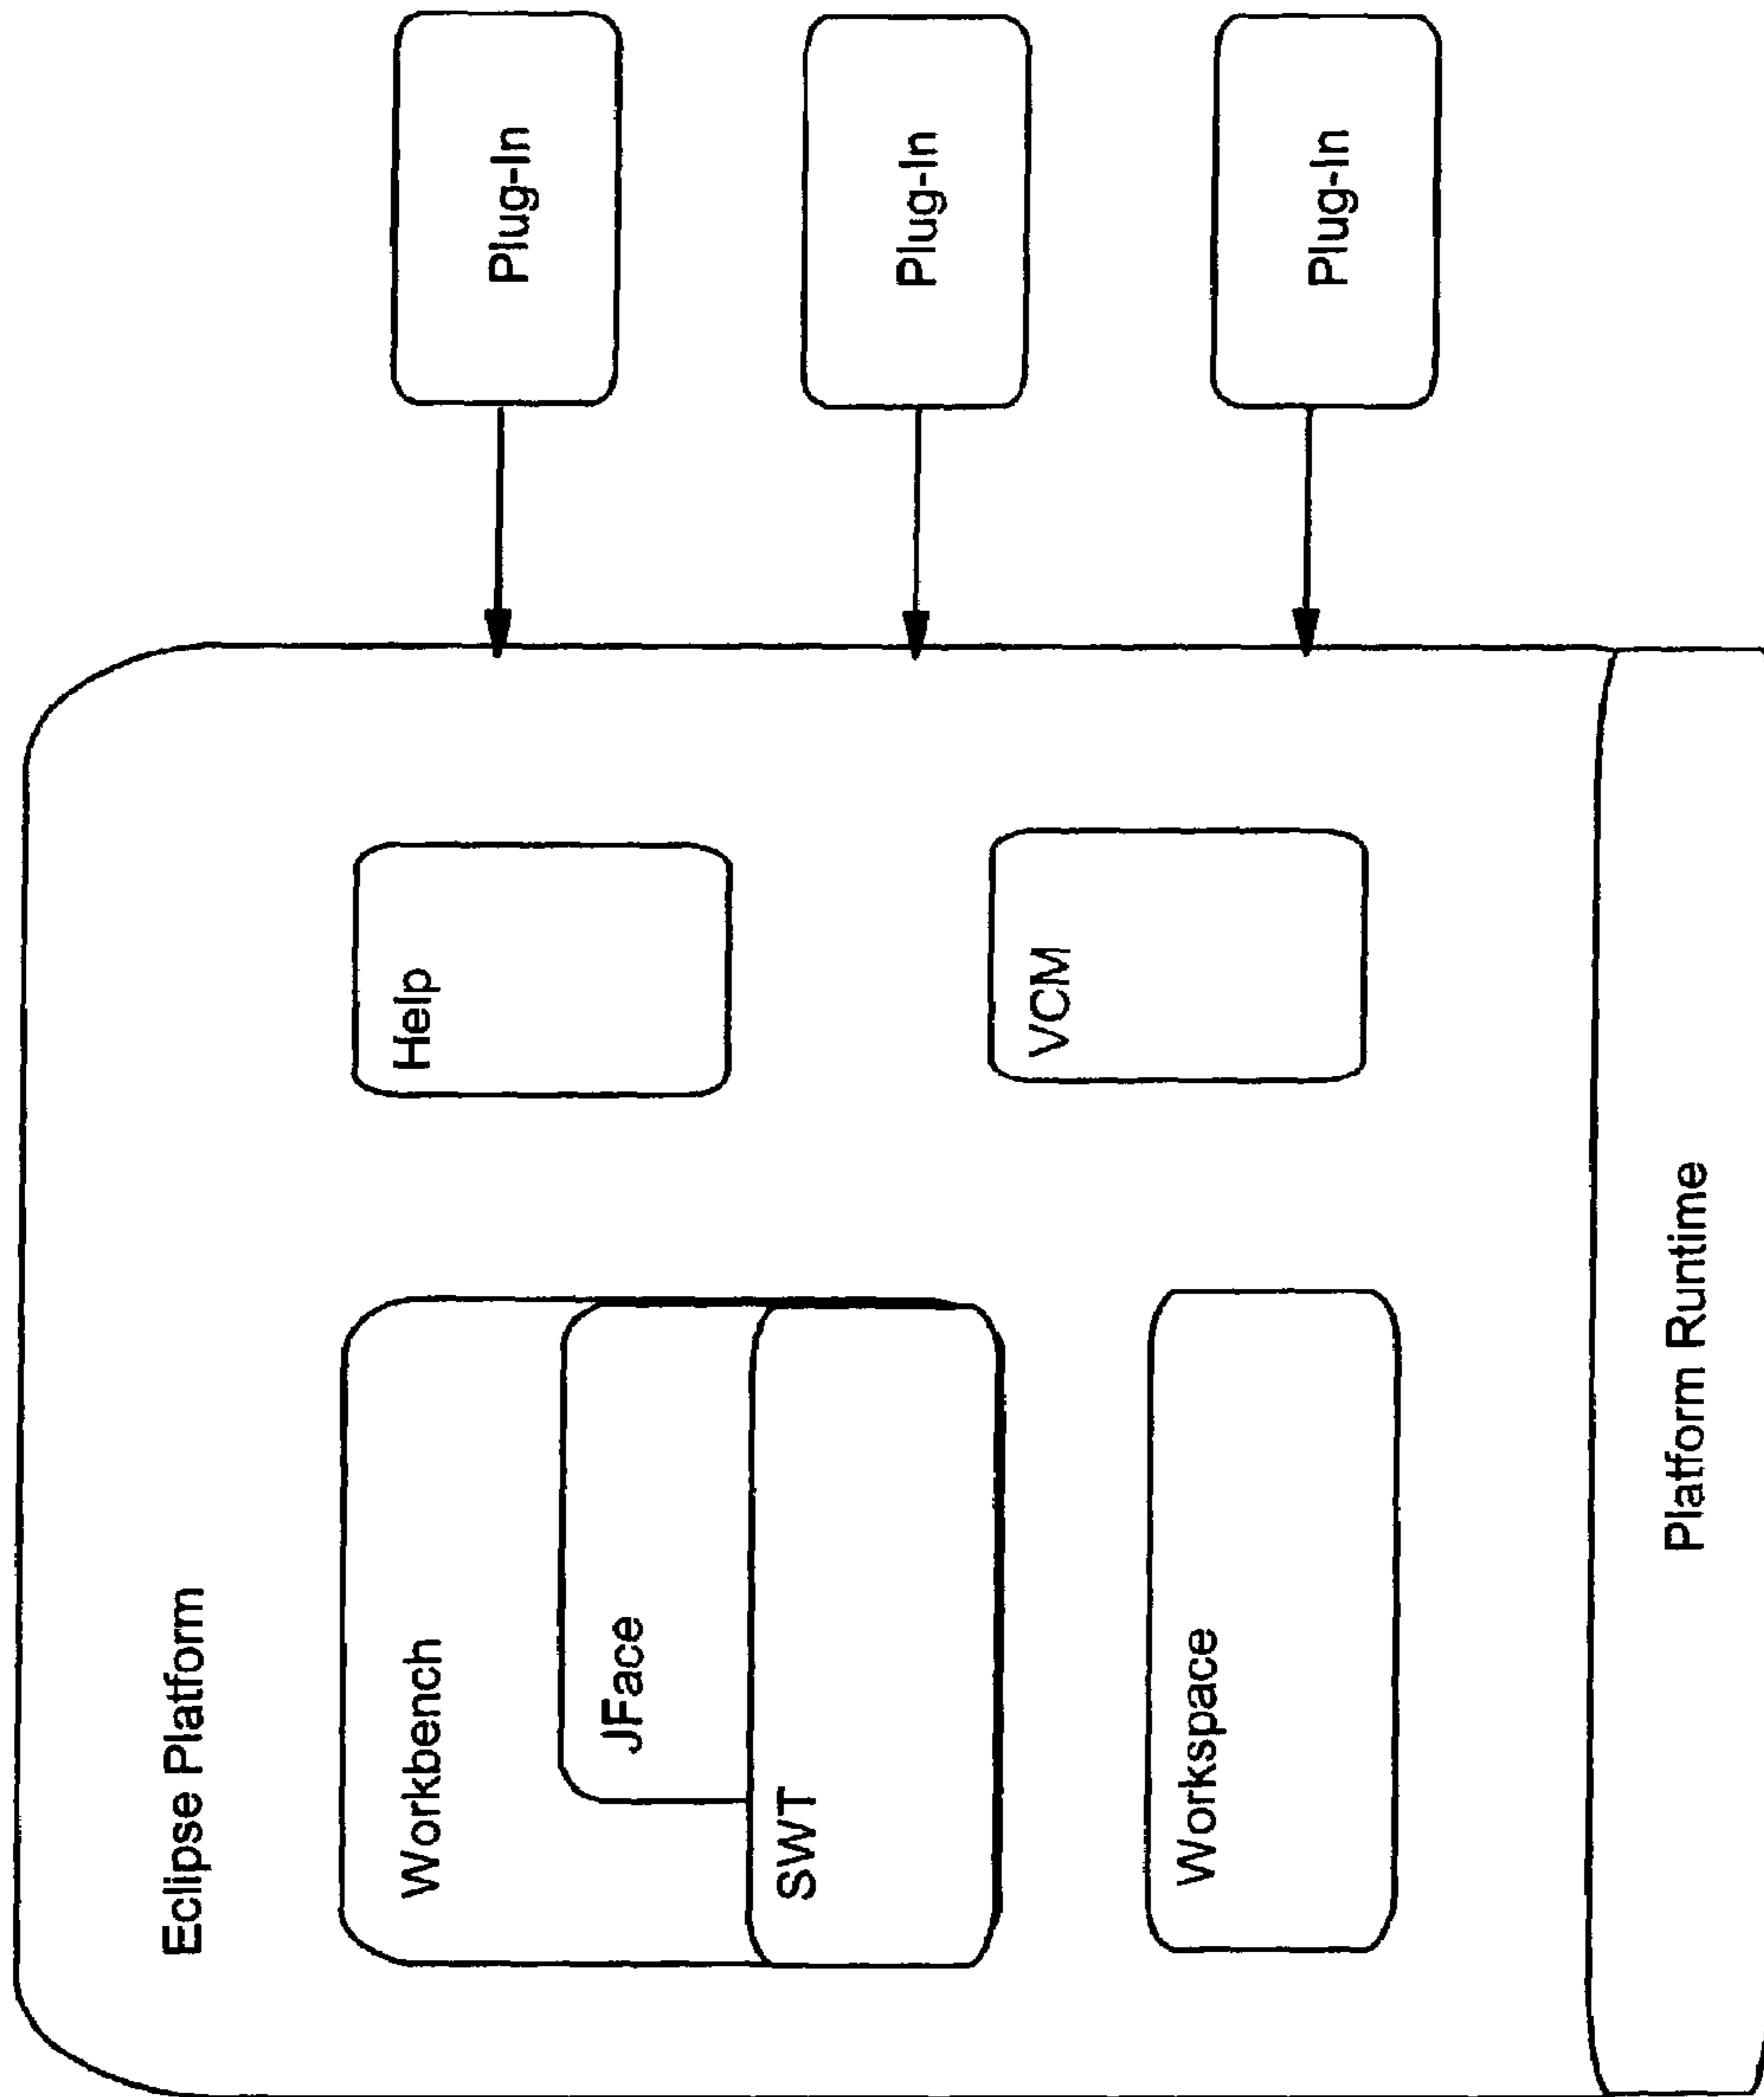 Eclipse Platform
Workbench
JFace
SWT
Workspace
Help
VCM
Platform Runtime
Plug-In
Plug-In
Plug-In